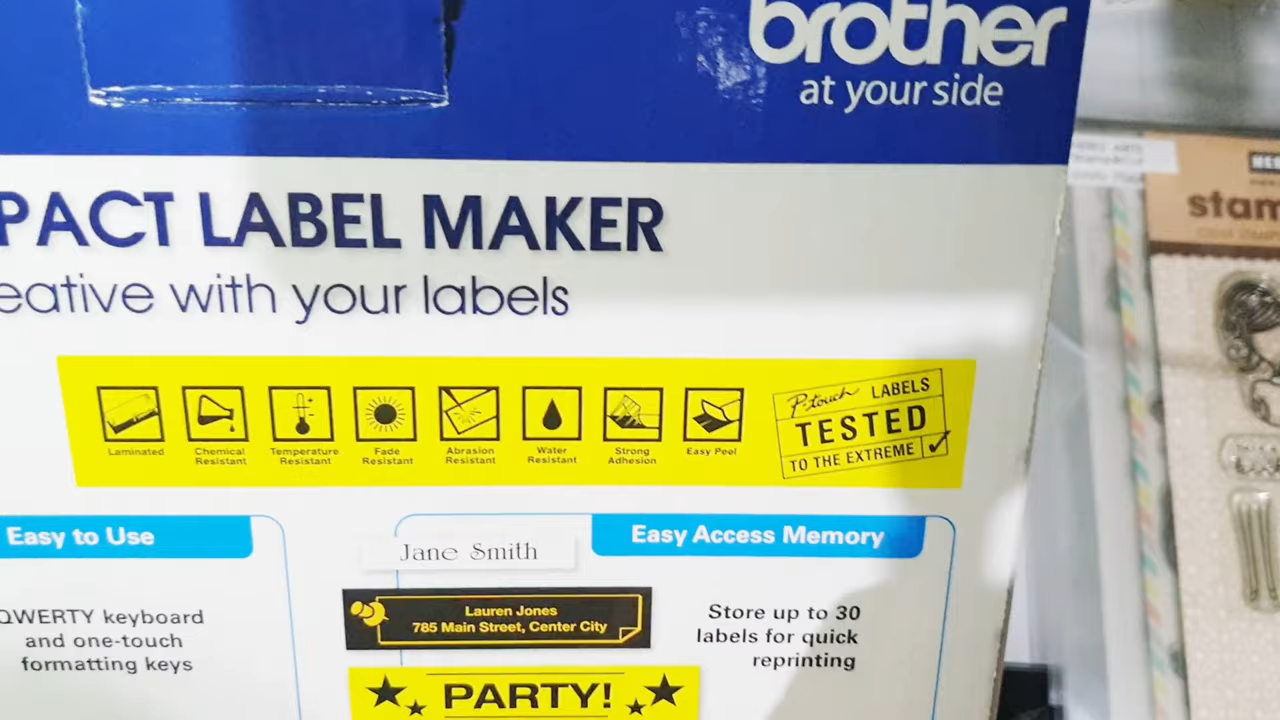 brother
at your side
PACT LABEL MAKER
eative with your labels
Laminated
Chemical
Resistant
Temperature
Resistant
Fade
Resistant
Abrasion
Resistant
Water
Resistant
Strong
Adhesion
Easy Peel
P-touch LABELS
TESTED
TO THE EXTREME
Easy to Use
QWERTY keyboard
and one-touch
formatting keys
Jane Smith
Lauren Jones
785 Main Street, Center City
PARTY!
Easy Access Memory
Store up to 30
labels for quick
reprinting
stam